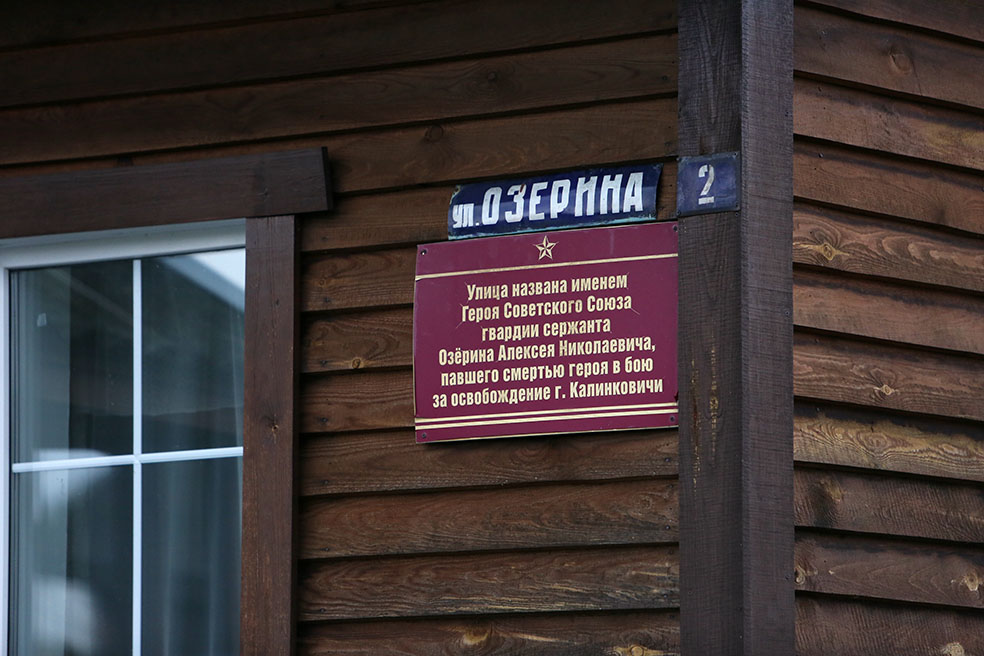 ул. ОЗЕРИНА
2
Улица названа именем
Героя Советского Союза
гвардии сержанта
Озёрина Алексея Николаевича,
павшего смертью героя в бою
за освобождение г. Калинковичи